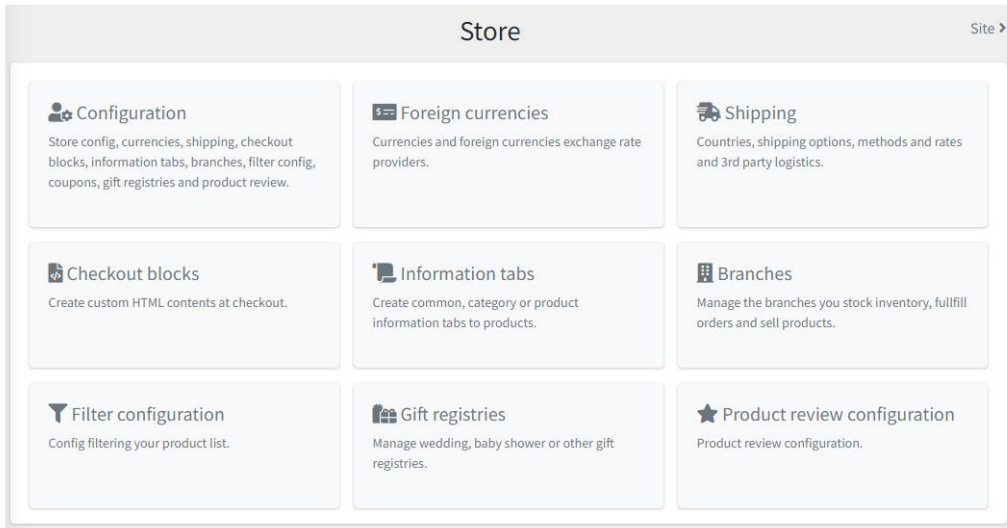 Store
Site
Configuration
Store config, currencies, shipping, checkout
blocks, information tabs, branches, filter config,
coupons, gift registries and product review.
Foreign currencies
Currencies and foreign currencies exchange rate
providers.
Shipping
Countries, shipping options, methods and rates
and 3rd party logistics.
Checkout blocks
Create custom HTML contents at checkout.
Information tabs
Create common, category or product
information tabs to products.
Branches
Manage the branches you stock inventory, fullfill
orders and sell products.
Filter configuration
Config filtering your product list.
Gift registries
Manage wedding, baby shower or other gift
registries.
Product review configuration
Product review configuration.